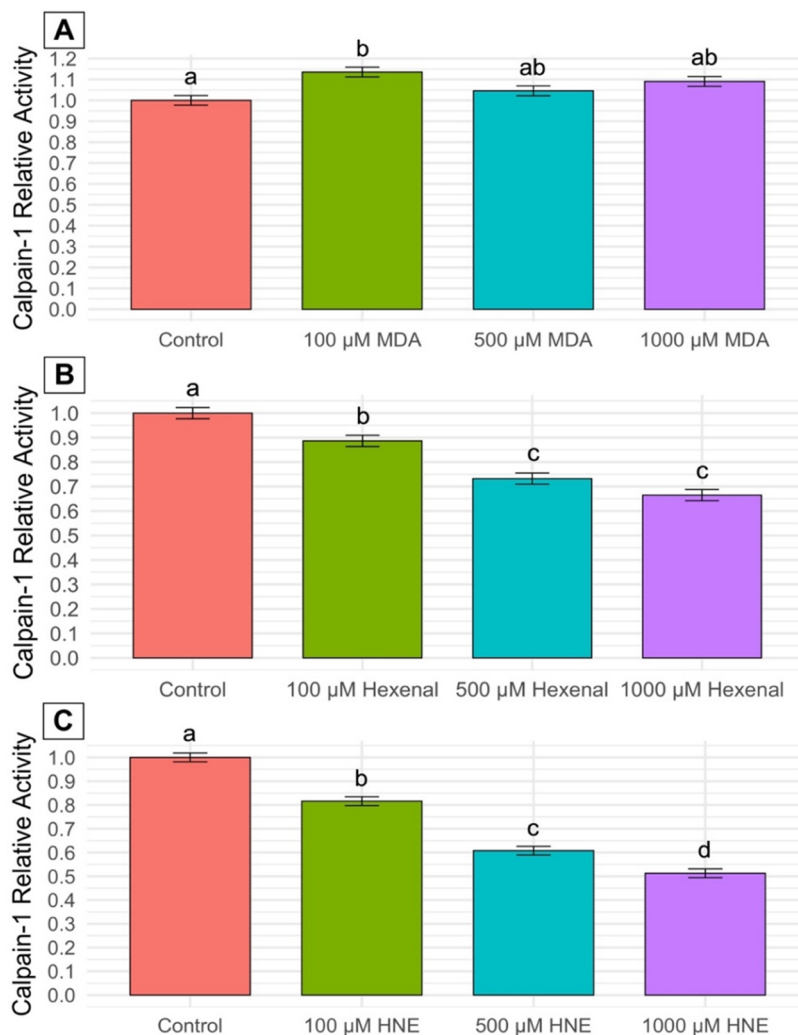 A
Calpain-1 Relative Activity
1.2
1.1
1.0
0.9
0.8
0.7
0.6
0.5
0.4
0.3
0.2
0.1
0.0
a
b
ab
ab
Control
100 µM MDA
500 µM MDA
1000 µM MDA
B
Calpain-1 Relative Activity
1.0
0.9
0.8
0.7
0.6
0.5
0.4
0.3
0.2
0.1
0.0
a
b
c
c
Control
100 µM Hexenal
500 µM Hexenal
1000 µM Hexenal
C
Calpain-1 Relative Activity
1.0
0.9
0.8
0.7
0.6
0.5
0.4
0.3
0.2
0.1
0.0
a
b
c
d
Control
100 µM HNE
500 µM HNE
1000 µM HNE